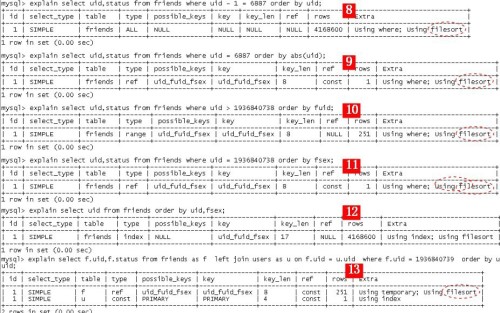 mysql> explain select uid,status from friends where uid - 1 = 6887 order by uid;
8
| id | select_type | table | type | possible_keys | key | key_len | ref | rows | Extra |
| 1 | SIMPLE | friends | ALL | NULL | NULL | NULL | NULL | 4168600 | Using where; Using filesort |
1 row in set (0.00 sec)
mysql> explain select uid,status from friends where uid = 6887 order by abs(uid);
9
| id | select_type | table | type | possible_keys | key | key_len | ref | rows | Extra |
| 1 | SIMPLE | friends | ref | uid_fuid_fsex | uid_fuid_fsex | 8 | const | 1 | Using where; Using filesort |
1 row in set (0.00 sec)
mysql> explain select uid,status from friends where uid > 1936840738 order by fuid;
10
| id | select_type | table | type | possible_keys | key | key_len | ref | rows | Extra |
| 1 | SIMPLE | friends | range | uid_fuid_fsex | uid_fuid_fsex | 8 | NULL | 251 | Using where; Using filesort |
1 row in set (0.00 sec)
mysql> explain select uid,status from friends where uid = 1936840738 order by fsex;
11
| id | select_type | table | type | possible_keys | key | key_len | ref | rows | Extra |
| 1 | SIMPLE | friends | ref | uid_fuid_fsex | uid_fuid_fsex | 8 | const | 1 | Using where; Using filesort |
1 row in set (0.00 sec)
mysql> explain select uid from friends order by uid,fsex;
12
| id | select_type | table | type | possible_keys | key | key_len | ref | rows | Extra |
| 1 | SIMPLE | friends | index | NULL | uid_fuid_fsex | 17 | NULL | 4168600 | Using index; Using filesort |
1 row in set (0.00 sec)
mysql> explain select f.uid,f.status from friends as f left join users as u on f.uid = u.uid where f.uid = 1936840739 order by u.
uid;
13
| id | select_type | table | type | possible_keys | key | key_len | ref | rows | Extra |
| 1 | SIMPLE | f | ref | uid_fuid_fsex | uid_fuid_fsex | 8 | const | 251 | Using temporary; Using filesort |
| 1 | SIMPLE | u | const | PRIMARY | PRIMARY | 4 | const | 1 | Using index |
2 rows in set (0.00 sec)